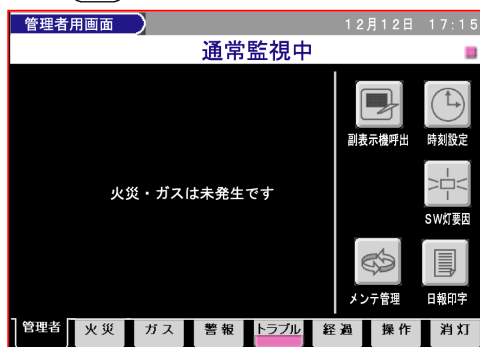 管理者用画面
12月12日 17:15
通常監視中
副表示機呼出
時刻設定
火災・ガスは未発生です
SW灯要因
メンテ管理
日報印字
管理者
火災
ガス
警報
トラブル
経過
操作
消灯